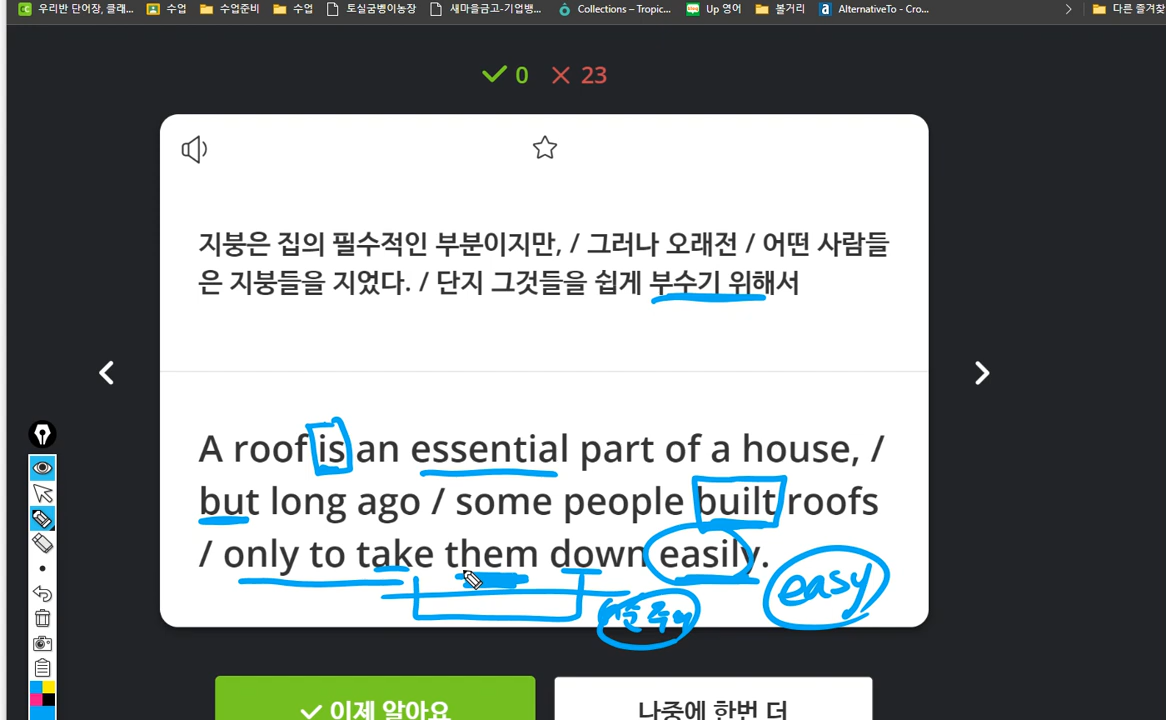 우리반 단어장, 클래... 수업 수업준비 수업 토실굼벵이농장 새마을금고-기업뱅... Collections – Tropic... Up 영어 볼거리 AlternativeTo - Cro... 다른 즐겨찾
0 23
지붕은 집의 필수적인 부분이지만, / 그러나 오래전 / 어떤 사람들
은 지붕들을 지었다. / 단지 그것들을 쉽게 부수기 위해서
A roof is an essential part of a house, /
but long ago / some people built roofs
/ only to take them down easily.
easy
이제 알아요 나중에 한번 더